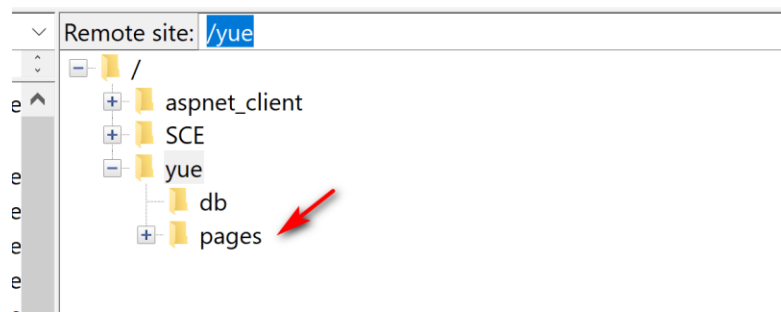 Remote site: /yue
/
aspnet_client
SCE
yue
db
pages
e
e
e
e
e